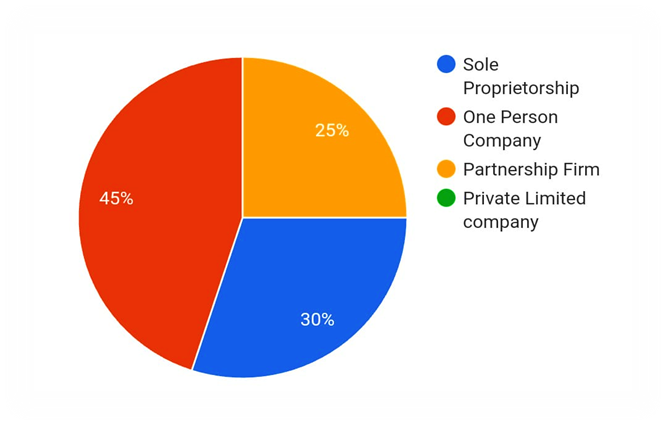 Sole
Proprietorship
One Person
Company
Partnership Firm
Private Limited
company
25%
45%
30%